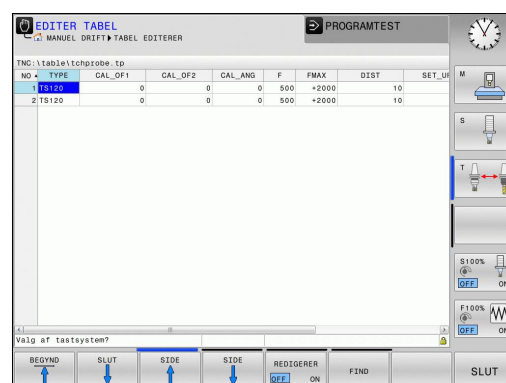 EDITER TABEL
MANUEL DRIFT▶TABEL EDITERER
PROGRAMTEST
TNC:\table\tchprobe.tp
NO TYPE CAL_OF1 CAL_OF2 CAL_ANG F FMAX DIST SET_U
1 TS120 0 0 0 500 +2000 10
2 TS120 0 0 0 500 +2000 10
Valg af tastsystem?
M
S
T
S100%
OFF ON
F100%
OFF ON
BEGYND SLUT SIDE SIDE REDIGERER FIND SLUT
OFF ON